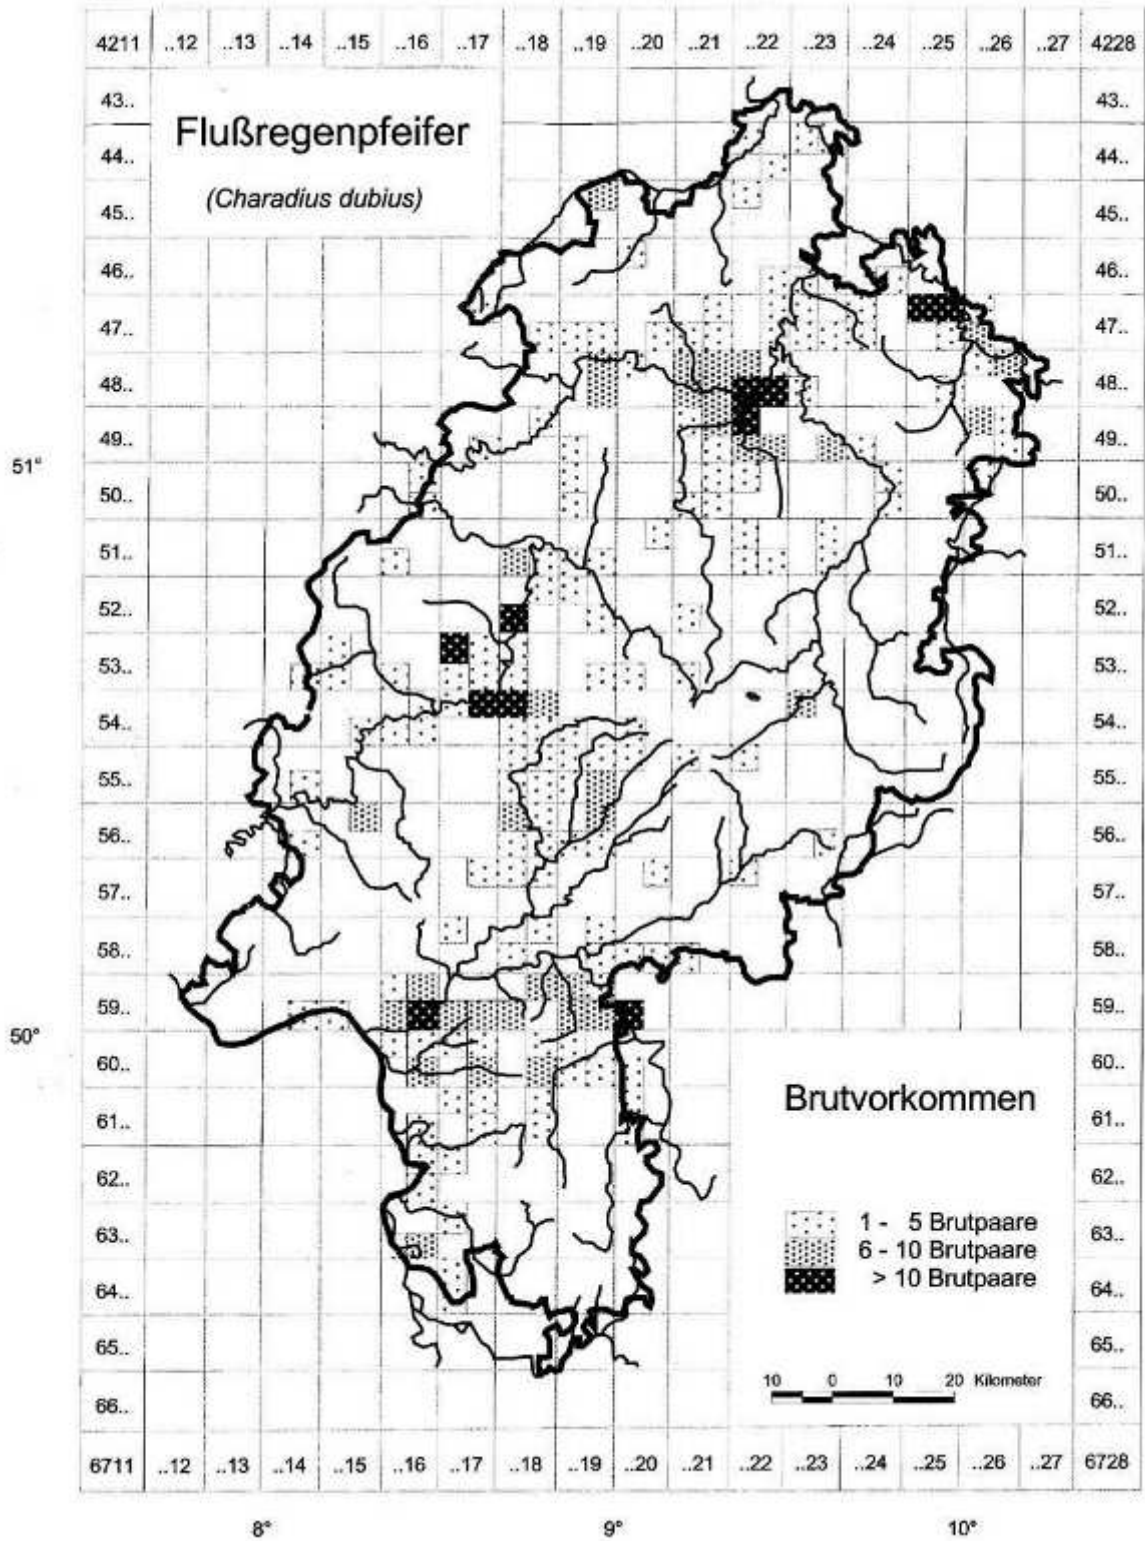 4211 ..12 ..13 ..14 ..15 ..16 ..17 ..18 ..19 ..20 ..21 ..22 ..23 ..24 ..25 ..26 ..27 4228
43.. 43..
Flußregenpfeifer
44.. 44..
(Charadius dubius)
45.. 45..
46.. 46..
47.. 47..
48.. 48..
49.. 49..
51°
50.. 50..
51.. 51..
52.. 52..
53.. 53..
54.. 54..
55.. 55..
56.. 56..
57.. 57..
58.. 58..
59.. 59..
50°
60.. 60..
Brutvorkommen
61.. 61..
62.. 62..
1 - 5 Brutpaare
63.. 63..
6 - 10 Brutpaare
> 10 Brutpaare
64.. 64..
65.. 65..
10 0 10 20 Kilometer
66.. 66..
6711 ..12 ..13 ..14 ..15 ..16 ..17 ..18 ..19 ..20 ..21 ..22 ..23 ..24 ..25 ..26 ..27 6728
8° 9° 10°